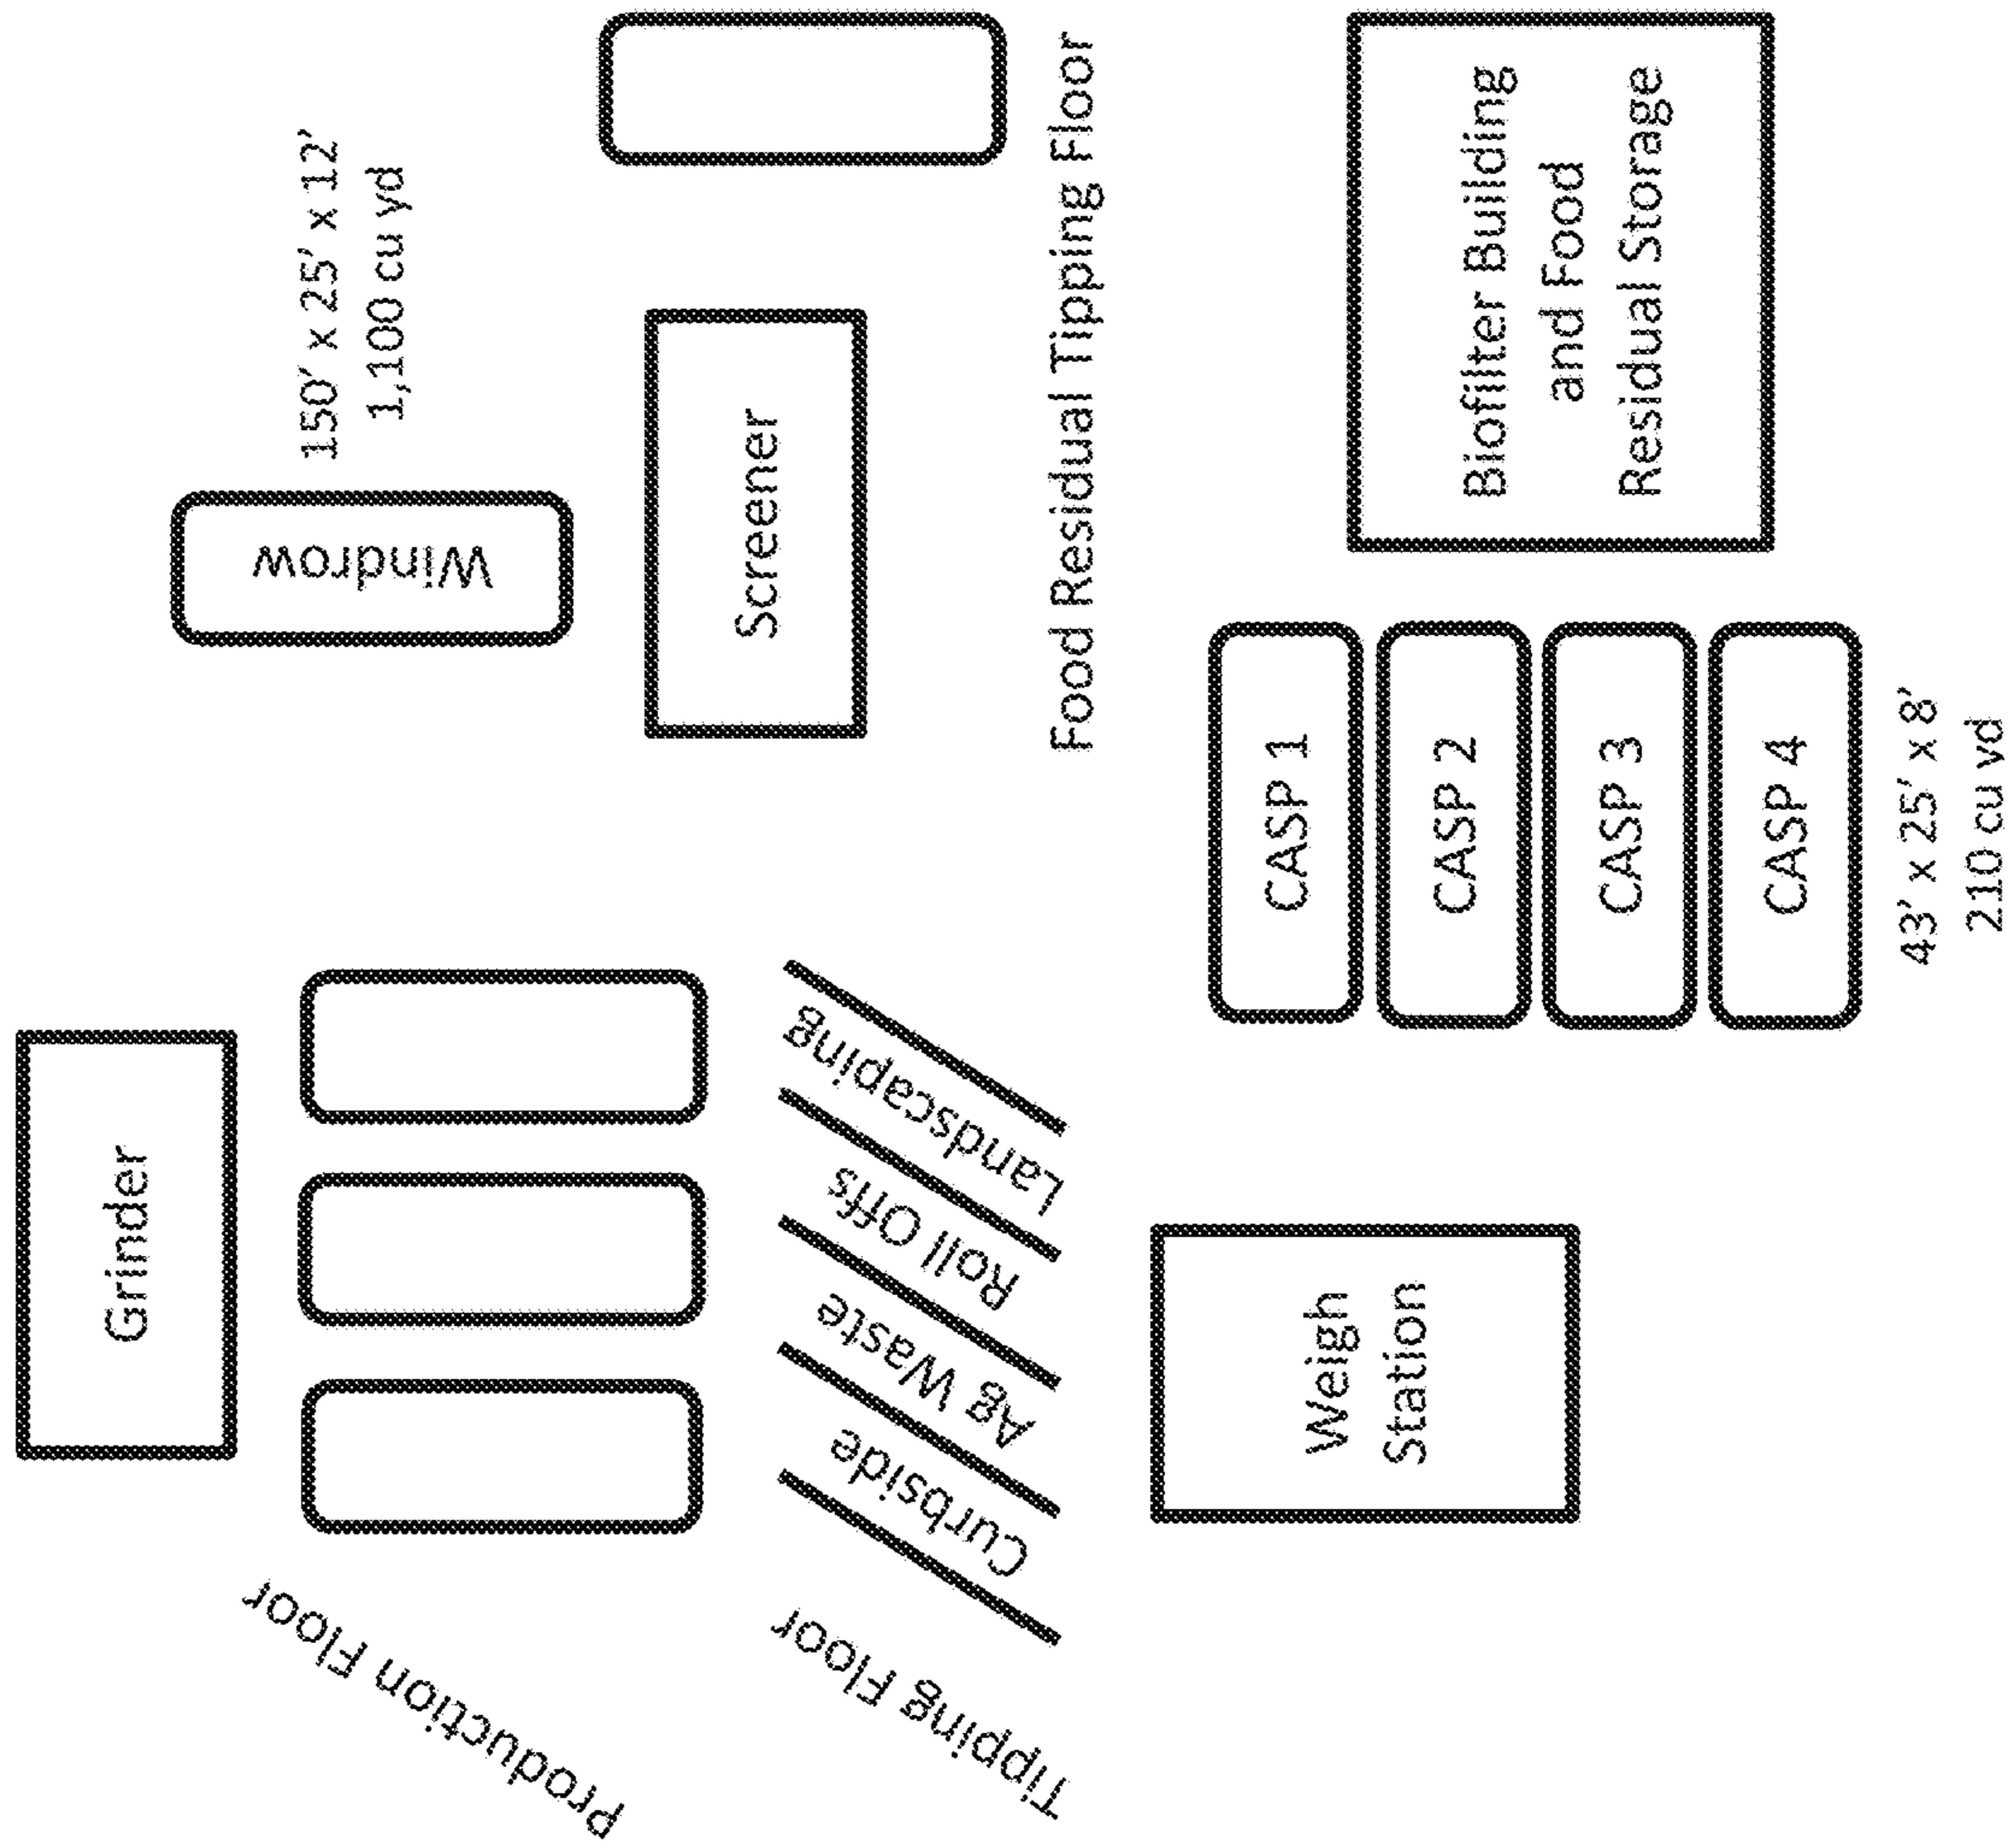 Grinder
Production Floor
Windrow
150′ x 25′ x 12′
1,100 cu yd
Screener
Tipping Floor
Curbside
Ag Waste
Roll Offs
Landscaping
Food Residual Tipping Floor
Weigh
Station
CASP 1
CASP 2
CASP 3
CASP 4
43′ x 25′ x 8′
210 cu yd
Biofilter Building
and Food
Residual Storage